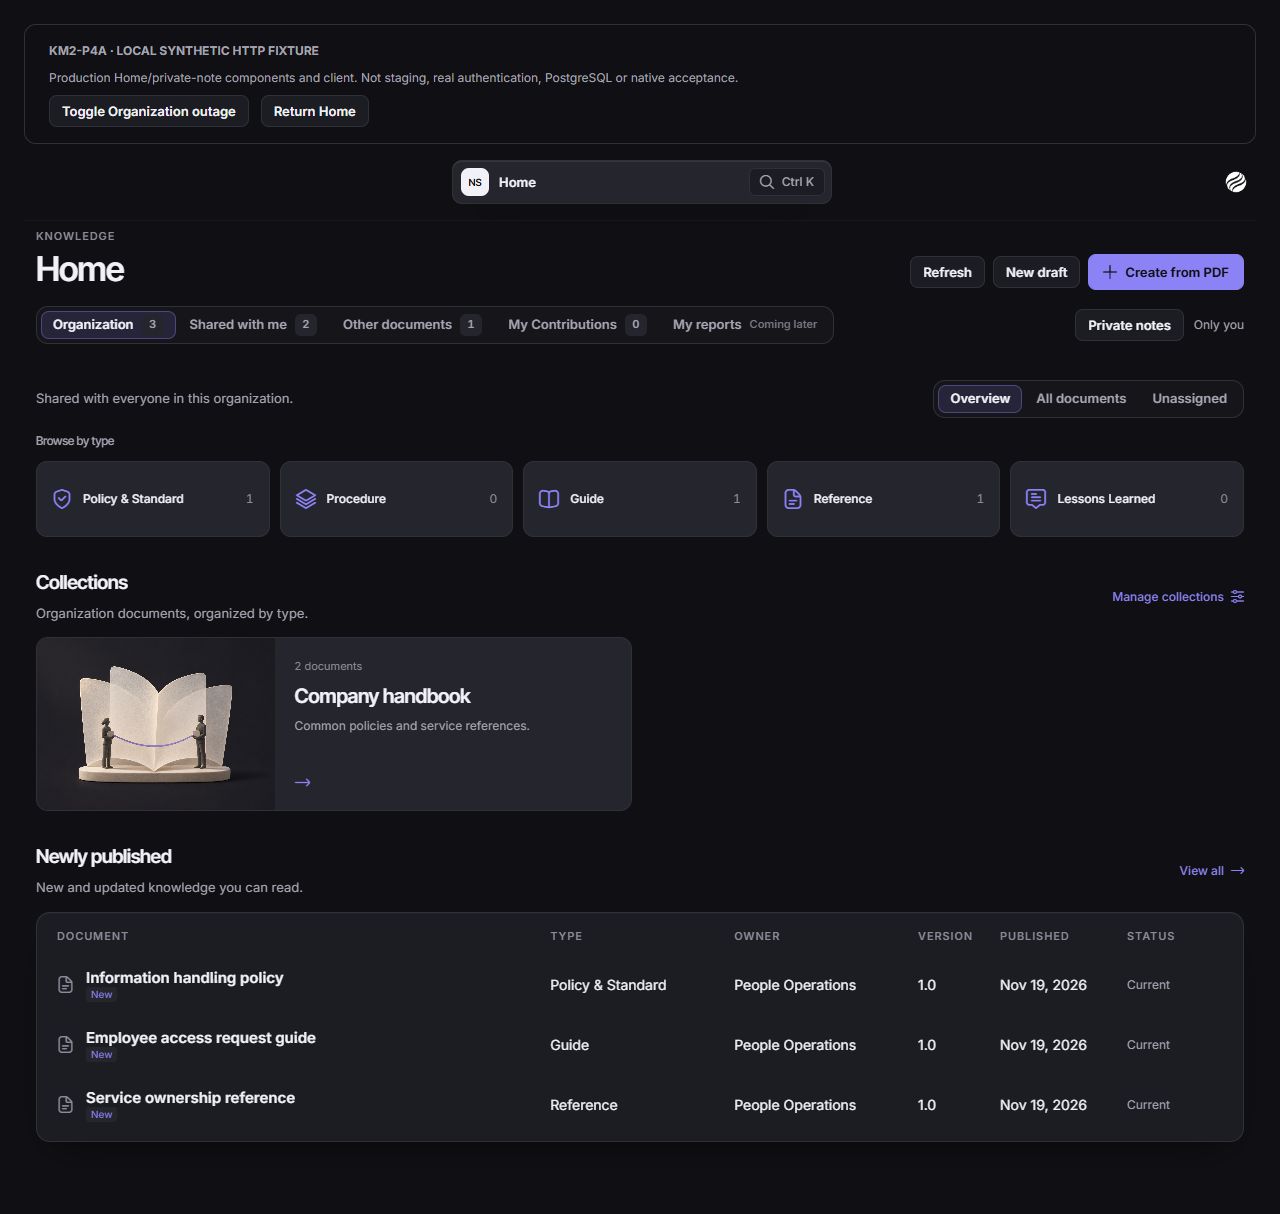 KM2-P4A · LOCAL SYNTHETIC HTTP FIXTURE
Production Home/private-note components and client. Not staging, real authentication, PostgreSQL or native acceptance.
Toggle Organization outage Return Home
NS Home Ctrl K
KNOWLEDGE
Home
Refresh New draft Create from PDF
Organization 3 Shared with me 2 Other documents 1 My Contributions 0 My reports Coming later Private notes Only you
Shared with everyone in this organization. Overview All documents Unassigned
Browse by type
Policy & Standard 1 Procedure 0 Guide 1 Reference 1 Lessons Learned 0
Collections
Manage collections
Organization documents, organized by type.
2 documents
Company handbook
Common policies and service references.
Newly published
View all
New and updated knowledge you can read.
DOCUMENT TYPE OWNER VERSION PUBLISHED STATUS
Information handling policy Policy & Standard People Operations 1.0 Nov 19, 2026 Current
New
Employee access request guide Guide People Operations 1.0 Nov 19, 2026 Current
New
Service ownership reference Reference People Operations 1.0 Nov 19, 2026 Current
New